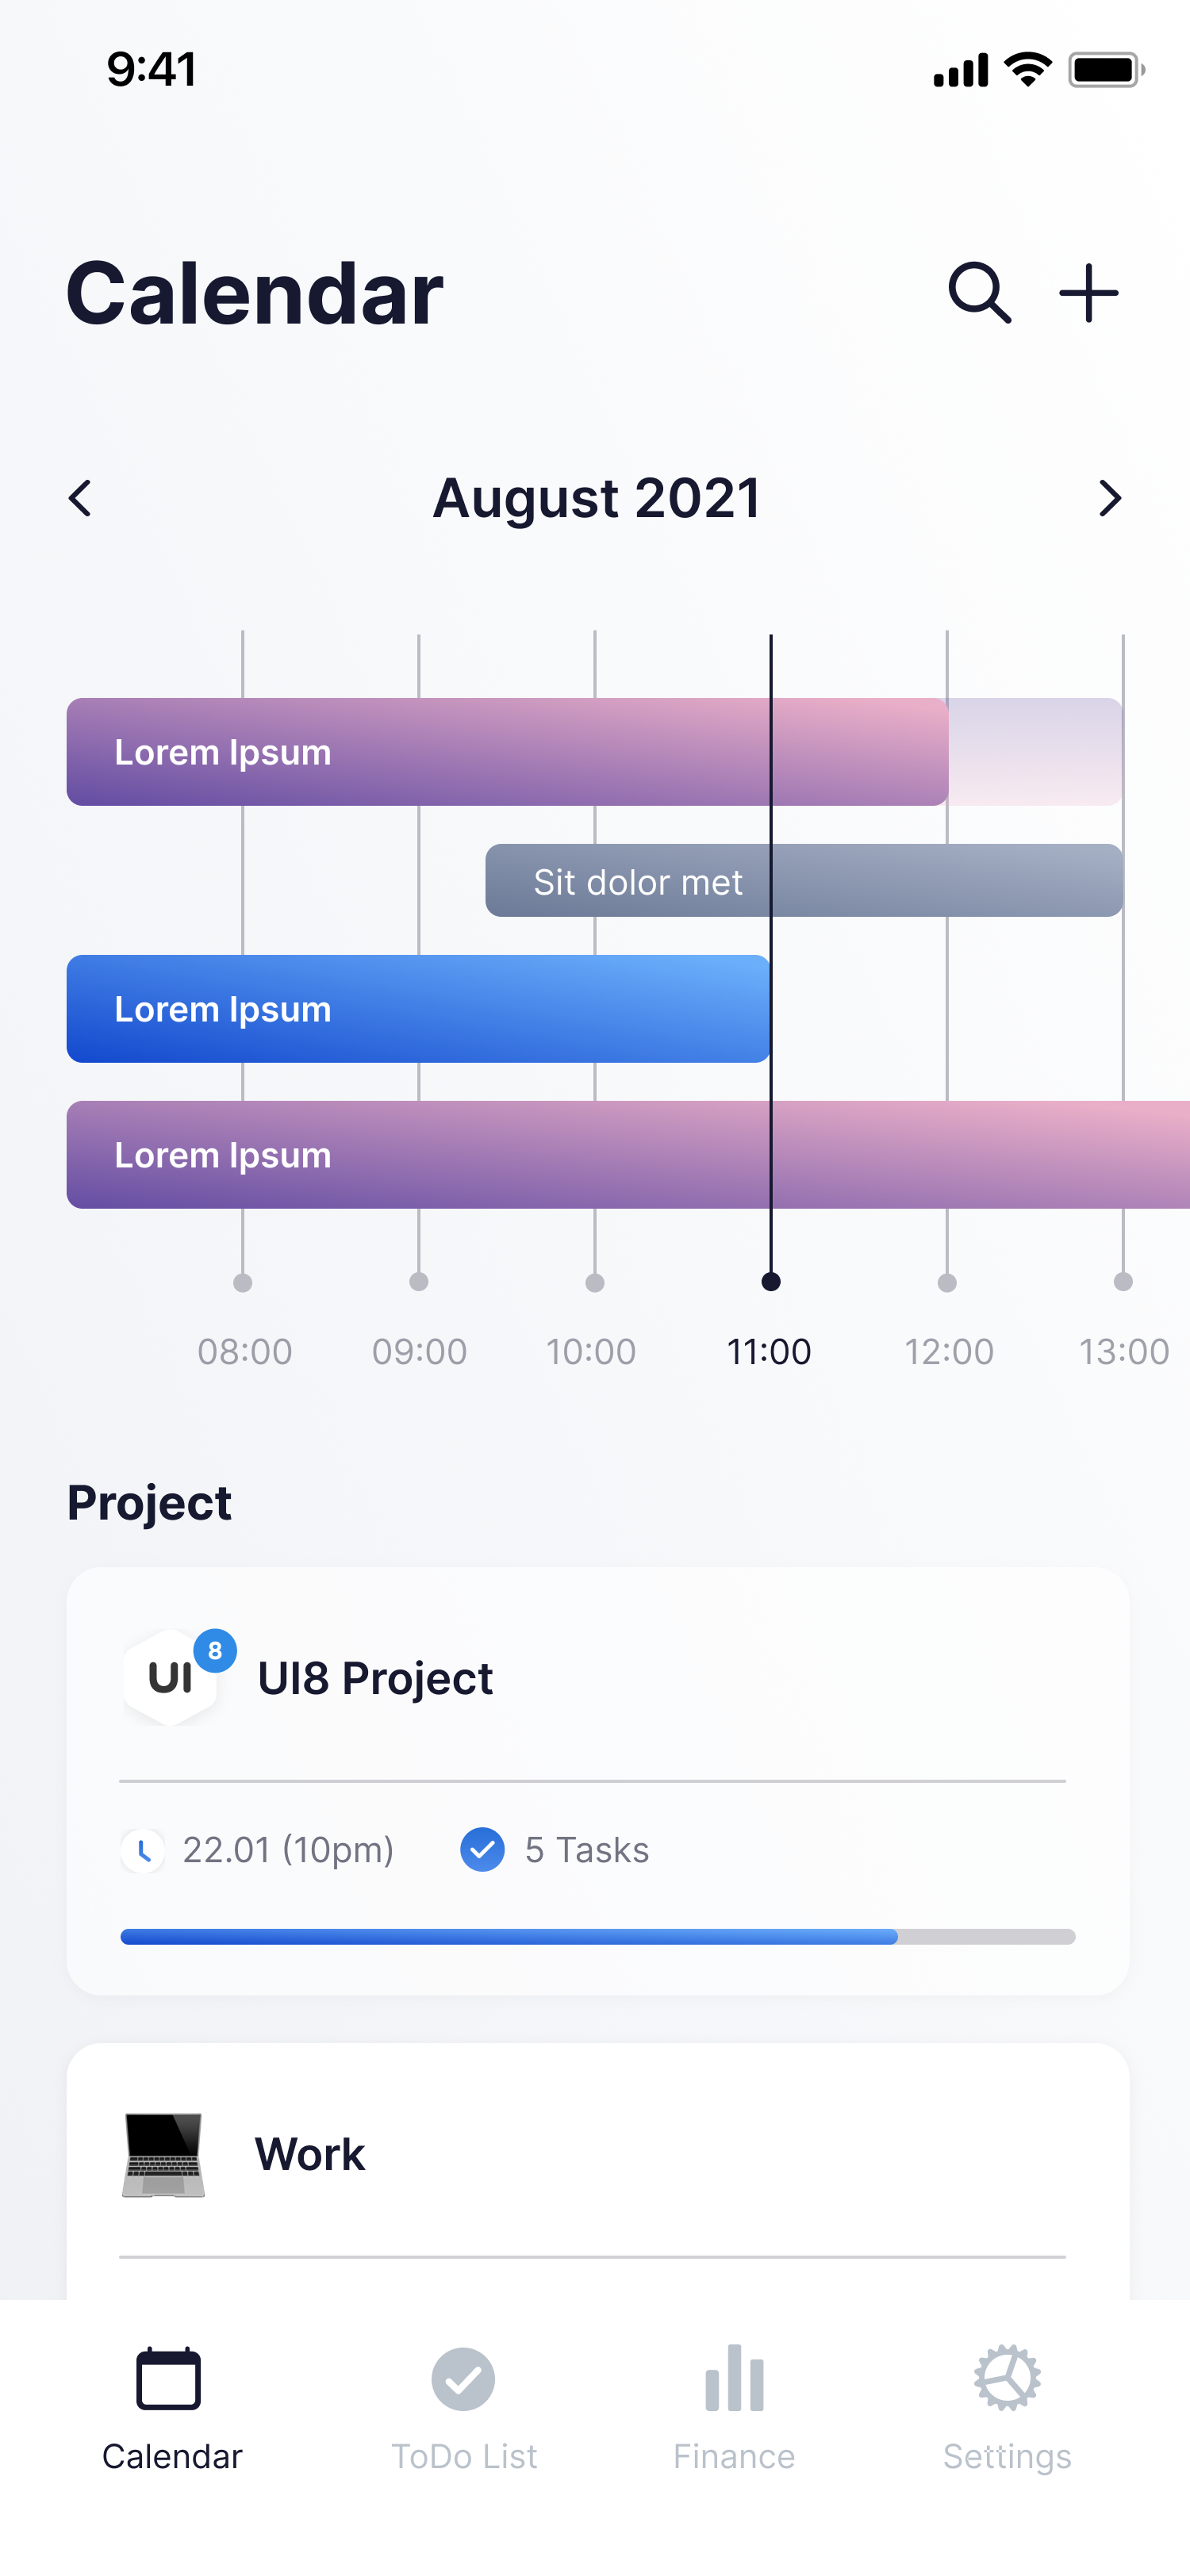 9:41
Calendar
August 2021
Lorem Ipsum
Sit dolor met
Lorem Ipsum
Lorem Ipsum
08:00 09:00 10:00 11:00 12:00 13:00
Project
UI 8 UI8 Project
22.01 (10pm) 5 Tasks
Work
Calendar ToDo List Finance Settings